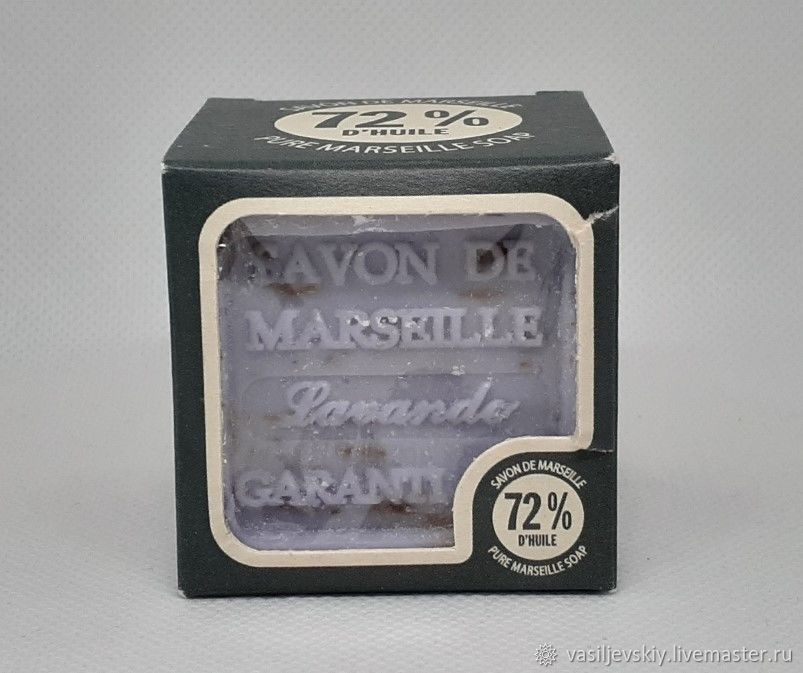 SAVON DE MARSEILLE
72 %
D'HUILE
PURE MARSEILLE SOAP
SAVON DE
MARSEILLE
Lavande
GARANTI
SAVON DE MARSEILLE
72 %
D'HUILE
PURE MARSEILLE SOAP
vasiljevskiy.livemaster.ru